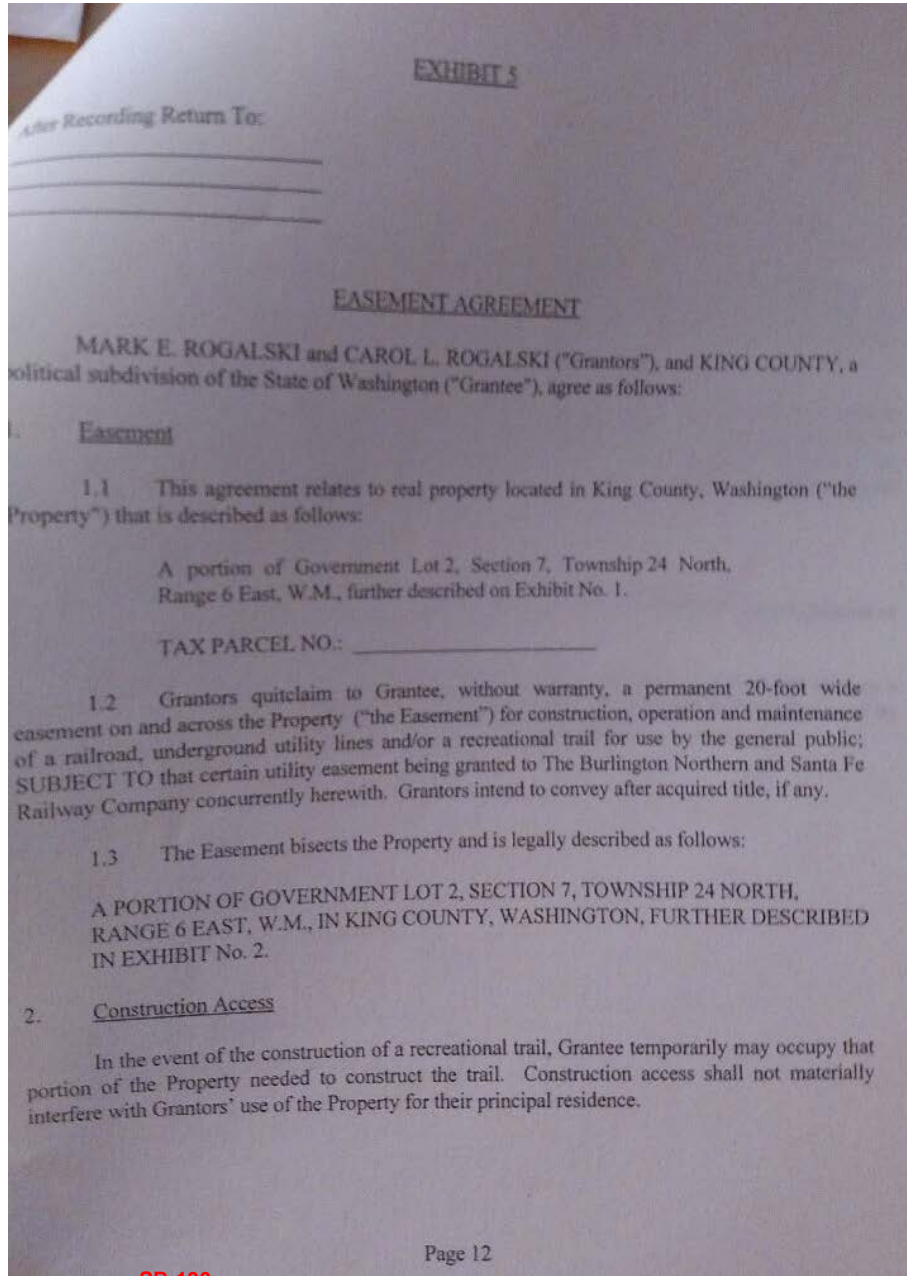 EXHIBIT 5
After Recording Return To:
EASEMENT AGREEMENT
MARK E. ROGALSKI and CAROL L. ROGALSKI ("Grantors"), and KING COUNTY, a
political subdivision of the State of Washington ("Grantee"), agree as follows:
Easement
1.1 This agreement relates to real property located in King County, Washington ("the
Property") that is described as follows:
A portion of Government Lot 2, Section 7, Township 24 North,
Range 6 East, W.M., further described on Exhibit No. 1.
TAX PARCEL NO.: ____________________
1.2 Grantors quitclaim to Grantee, without warranty, a permanent 20-foot wide
easement on and across the Property ("the Easement") for construction, operation and maintenance
of a railroad, underground utility lines and/or a recreational trail for use by the general public;
SUBJECT TO that certain utility easement being granted to The Burlington Northern and Santa Fe
Railway Company concurrently herewith. Grantors intend to convey after acquired title, if any.
1.3 The Easement bisects the Property and is legally described as follows:
A PORTION OF GOVERNMENT LOT 2, SECTION 7, TOWNSHIP 24 NORTH,
RANGE 6 EAST, W.M., IN KING COUNTY, WASHINGTON, FURTHER DESCRIBED
IN EXHIBIT No. 2.
2. Construction Access
In the event of the construction of a recreational trail, Grantee temporarily may occupy that
portion of the Property needed to construct the trail. Construction access shall not materially
interfere with Grantors' use of the Property for their principal residence.
Page 12